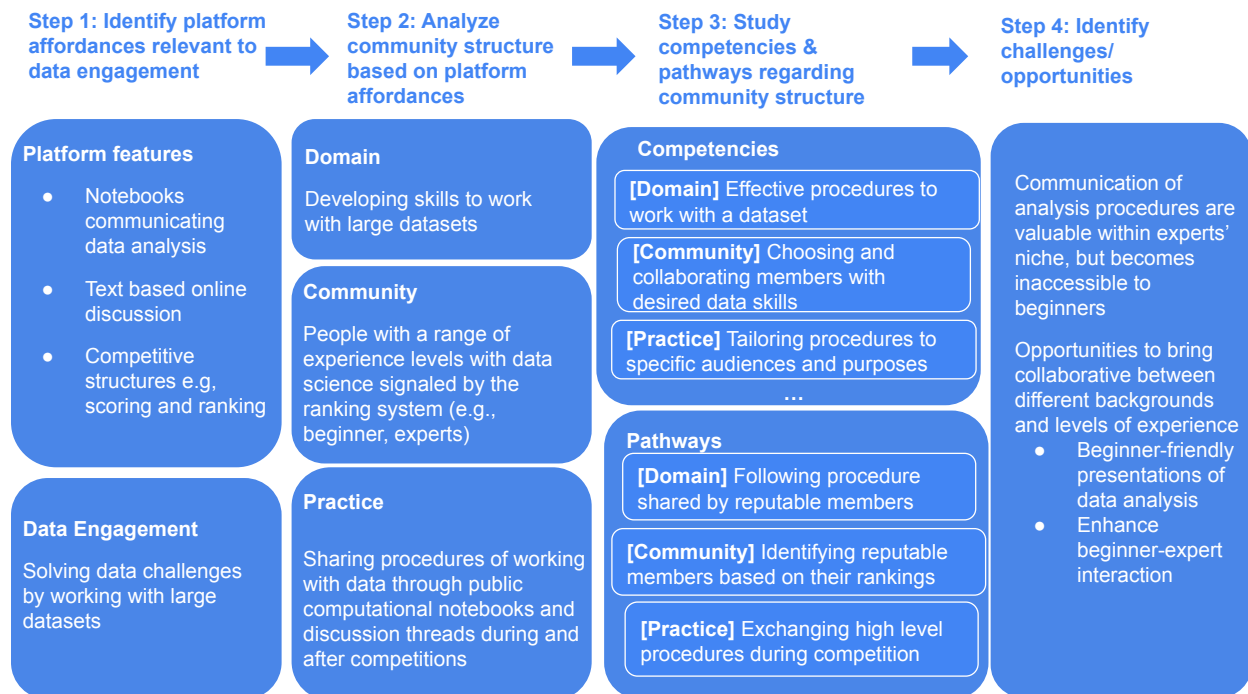 Step 1: Identify platform
affordances relevant to
data engagement
Step 2: Analyze
community structure
based on platform
affordances
Step 3: Study
competencies &
pathways regarding
community structure
Step 4: Identify
challenges/
opportunities
Platform features
● Notebooks
communicating
data analysis
● Text based online
discussion
● Competitive
structures e.g,
scoring and ranking
Data Engagement
Solving data challenges
by working with large
datasets
Domain
Developing skills to work
with large datasets
Community
People with a range of
experience levels with data
science signaled by the
ranking system (e.g.,
beginner, experts)
Practice
Sharing procedures of working
with data through public
computational notebooks and
discussion threads during and
after competitions
Competencies
[Domain] Effective procedures to
work with a dataset
[Community] Choosing and
collaborating members with
desired data skills
[Practice] Tailoring procedures to
specific audiences and purposes
...
Pathways
[Domain] Following procedure
shared by reputable members
[Community] Identifying reputable
members based on their rankings
[Practice] Exchanging high level
procedures during competition
Communication of
analysis procedures are
valuable within experts’
niche, but becomes
inaccessible to
beginners
Opportunities to bring
collaborative between
different backgrounds
and levels of experience
● Beginner-friendly
presentations of
data analysis
● Enhance
beginner-expert
interaction